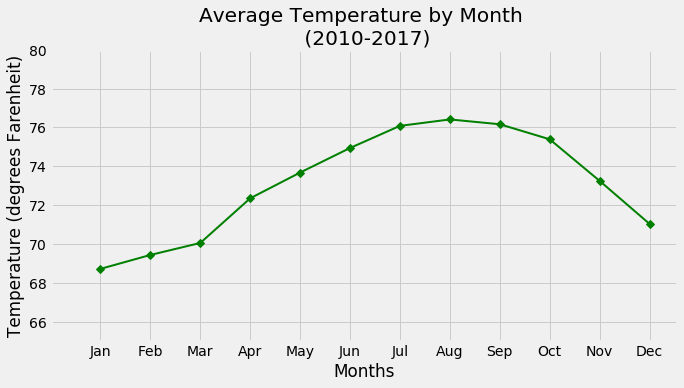 Average Temperature by Month
(2010-2017)
Temperature (degrees Farenheit)
80
78
76
74
72
70
68
66
Jan Feb Mar Apr May Jun Jul Aug Sep Oct Nov Dec
Months